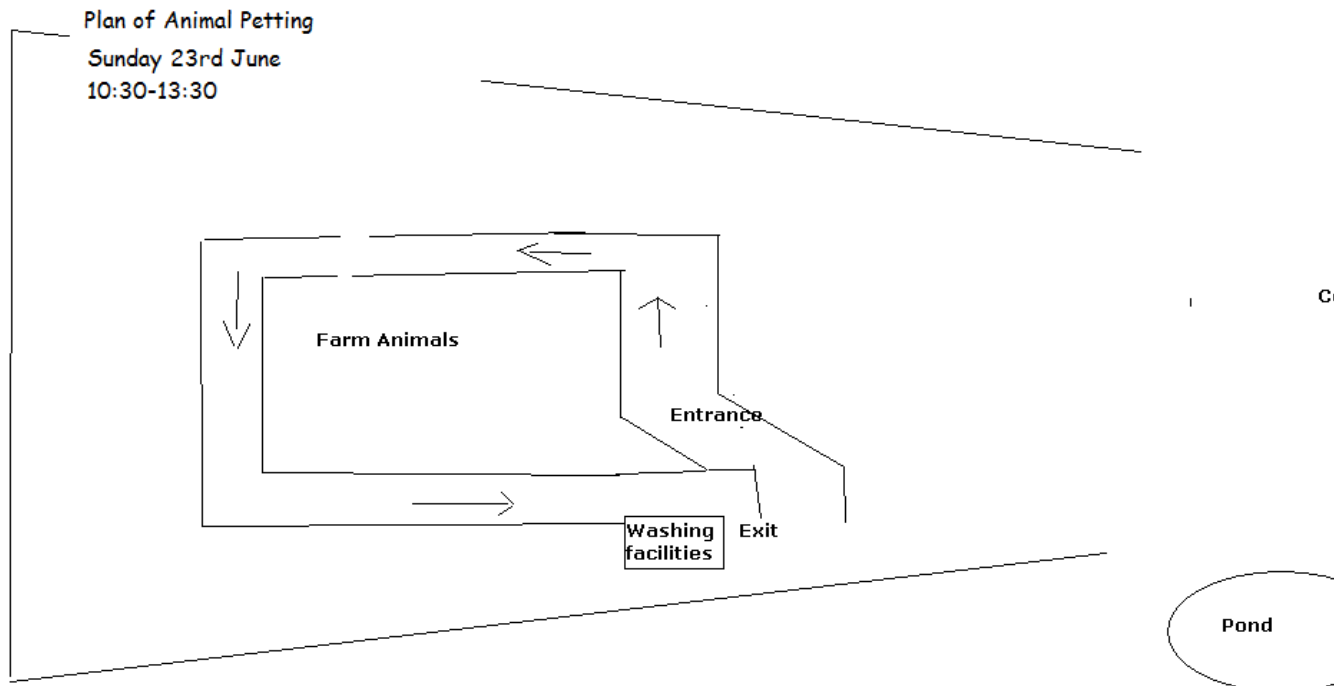 Plan of Animal Petting
Sunday 23rd June
10:30-13:30
Farm Animals
Entrance
Washing
facilities
Exit
Pond